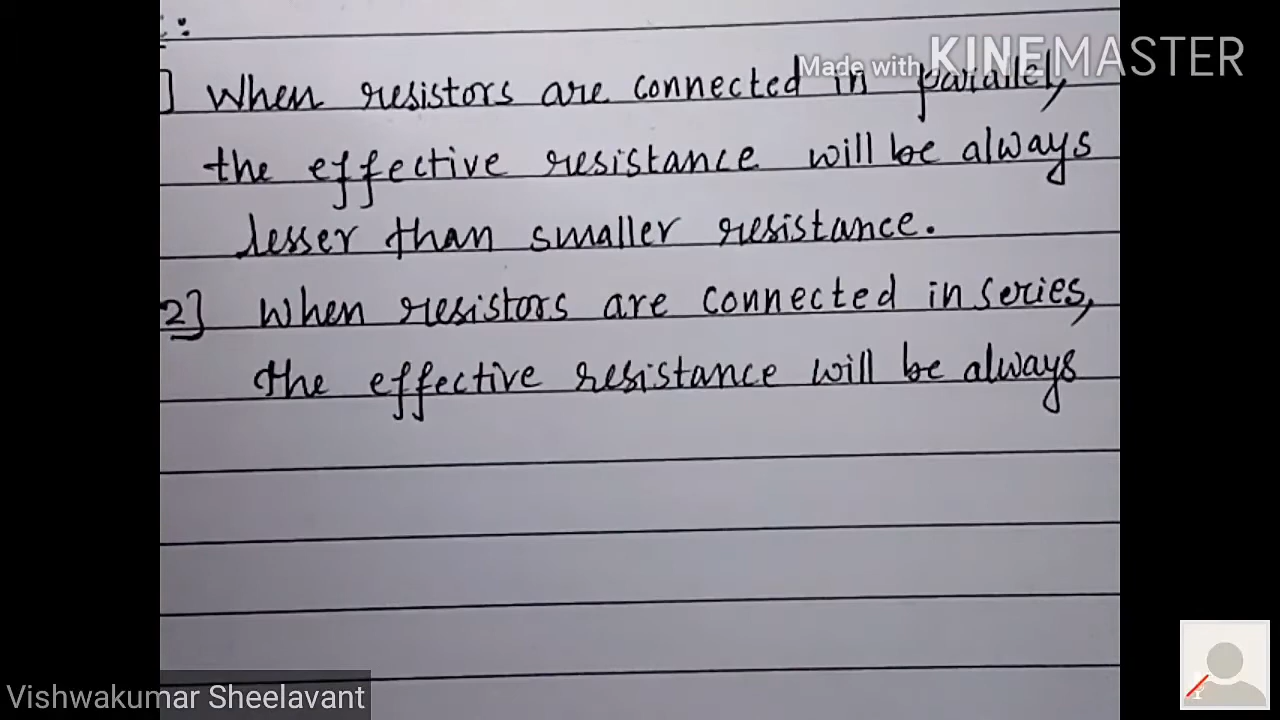 :
Made with KINEMASTER
] When resistors are connected in parallel,
the effective resistance will be always
lesser than smaller resistance.
2] When resistors are connected in series,
the effective resistance will be always
Vishwakumar Sheelavant